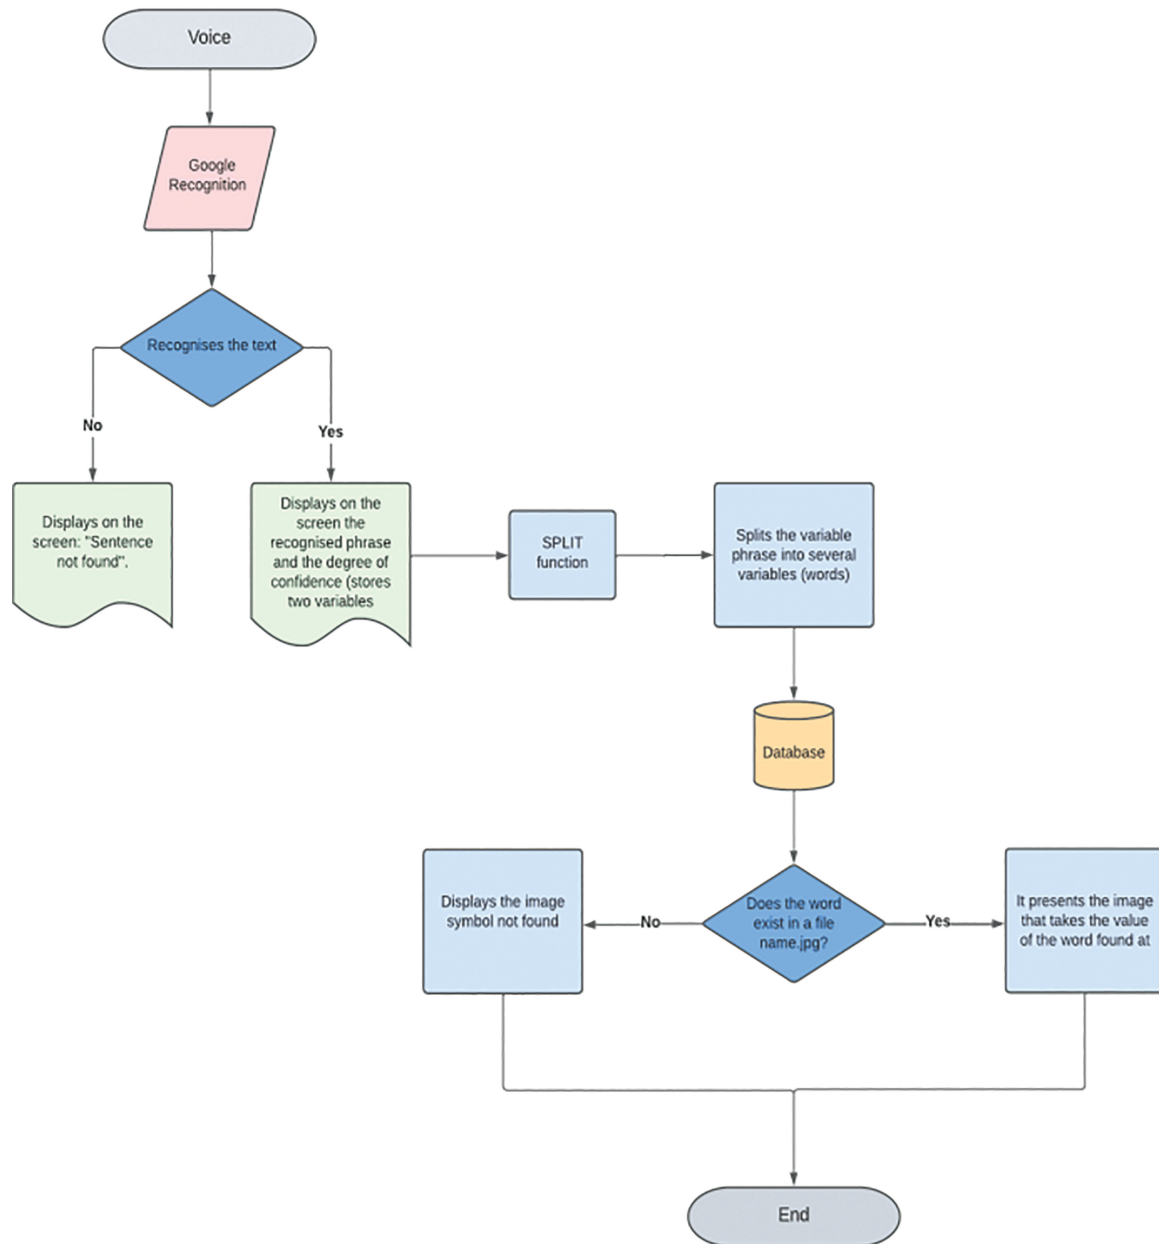 Voice
Google
Recognition
Recognises the text
No
Yes
Displays on the
screen: "Sentence
not found".
Displays on the
screen the
recognised phrase
and the degree of
confidence (stores
two variables
SPLIT
function
Splits the variable
phrase into several
variables (words)
Database
Displays the image
symbol not found
No
Does the word
exist in a file
name.jpg?
Yes
It presents the image
that takes the value
of the word found at
End